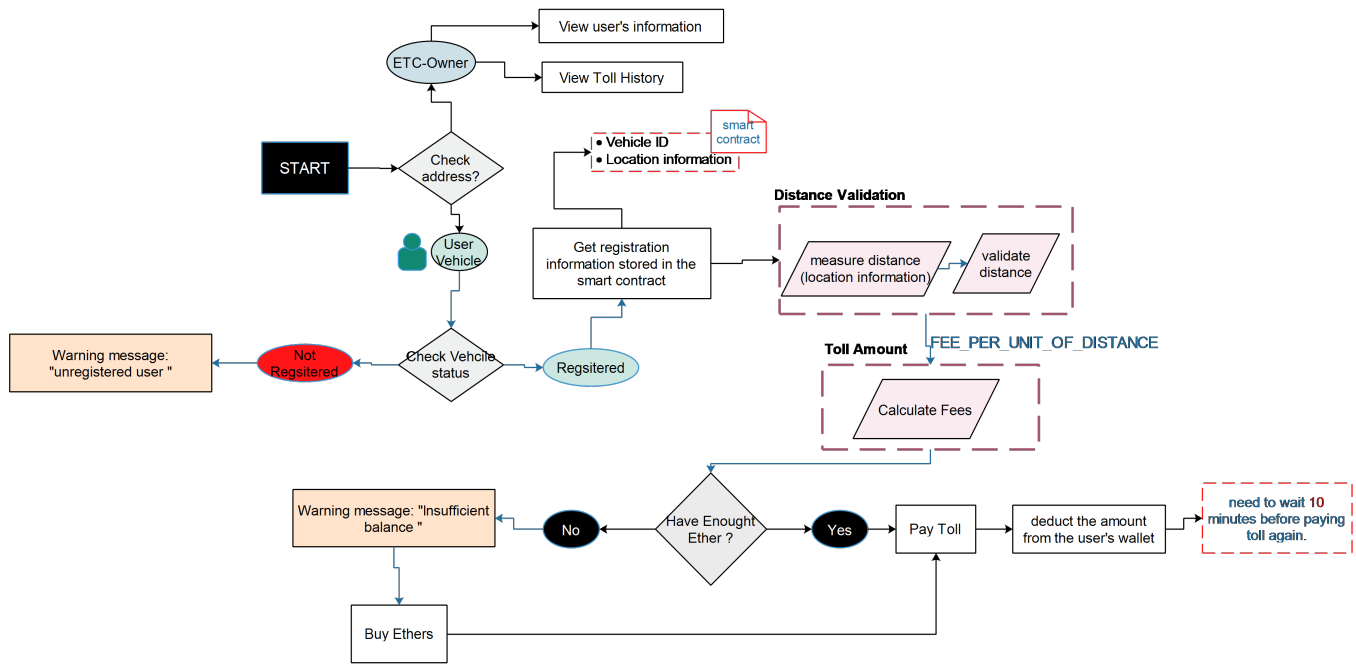 View user's information
ETC-Owner
View Toll History
smart
contract
• Vehicle ID
• Location information
START
Check
address?
Distance Validation
User
Vehicle
Get registration
information stored in the
smart contract
measure distance
(location information)
validate
distance
FEE_PER_UNIT_OF_DISTANCE
Toll Amount
Warning message:
"unregistered user "
Not
Regsitered
Check Vehcile
status
Regsitered
Calculate Fees
Warning message: "Insufficient
balance "
No
Have Enought
Ether ?
Yes
Pay Toll
deduct the amount
from the user's wallet
need to wait 10
minutes before paying
toll again.
Buy Ethers